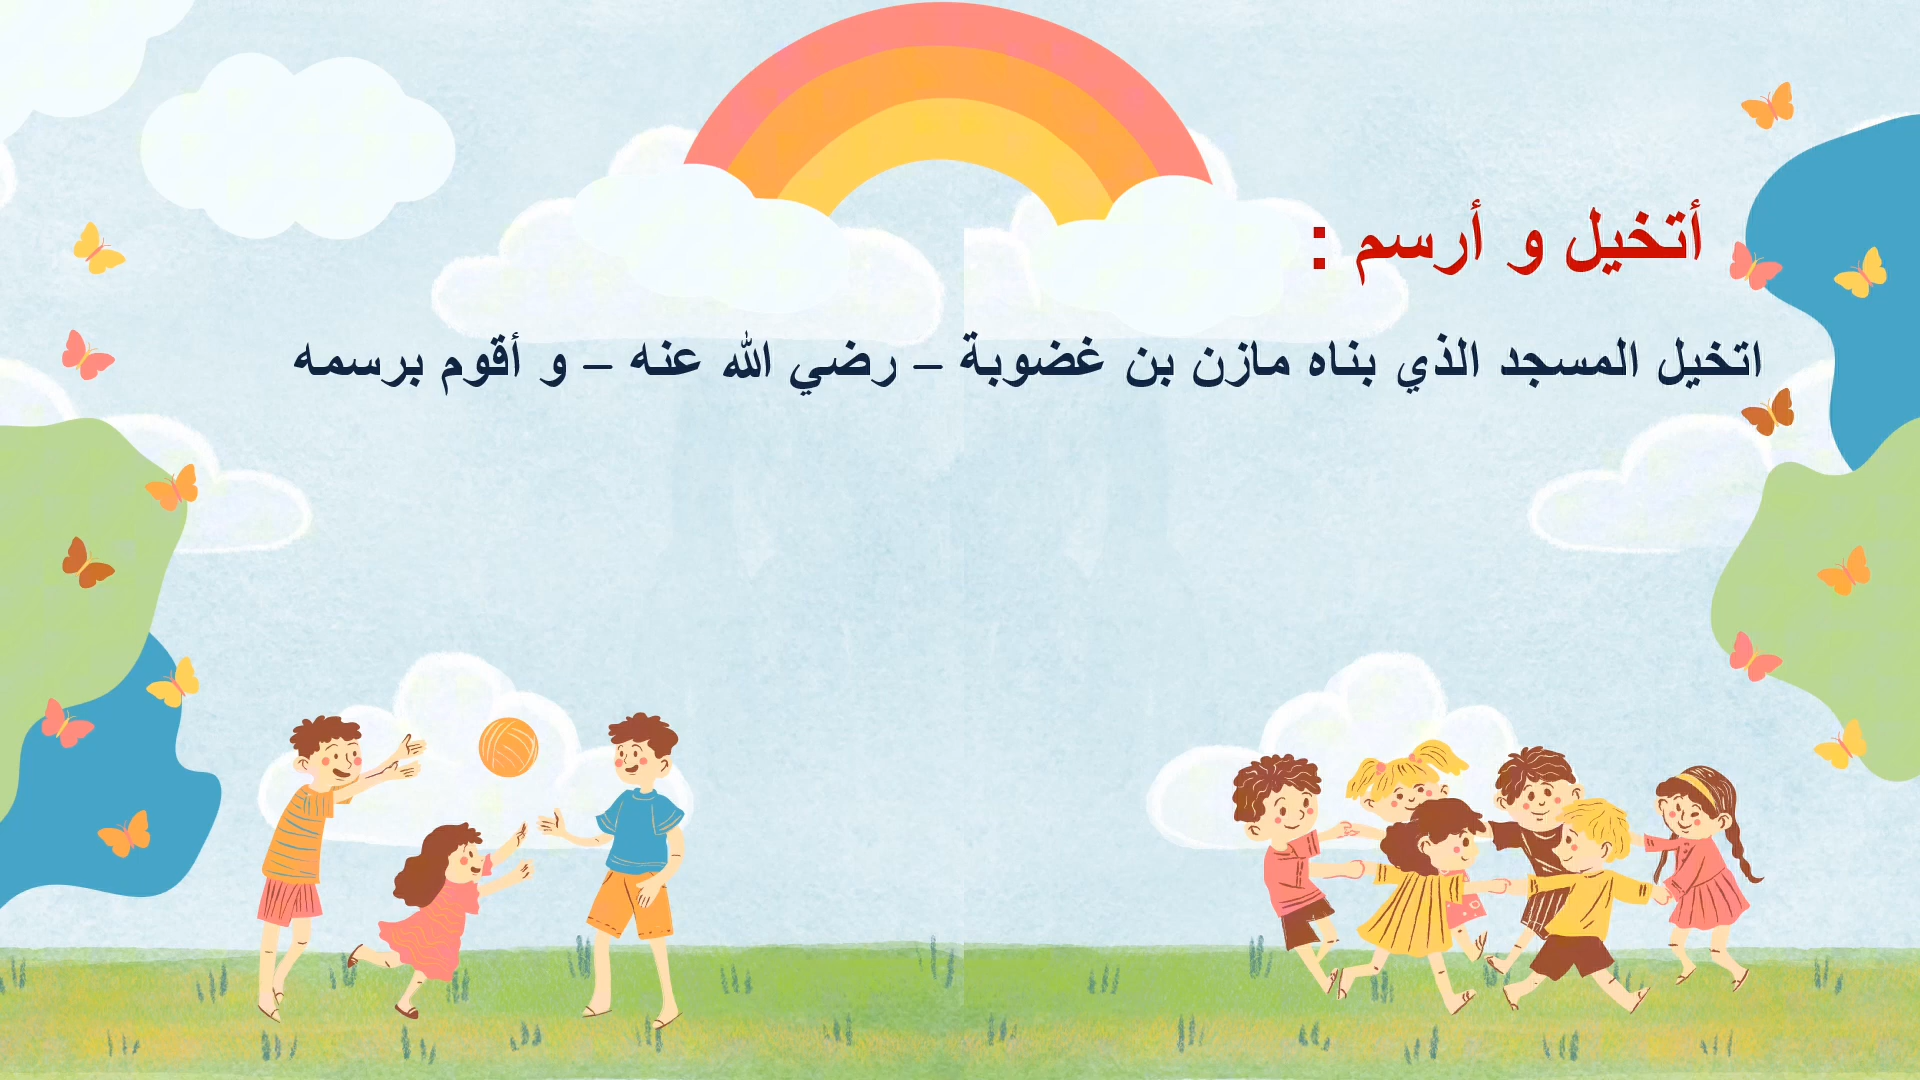 أتخيل و أرسم :
اتخيل المسجد الذي بناه مازن بن غضوبة – رضي الله عنه – و أقوم برسمه